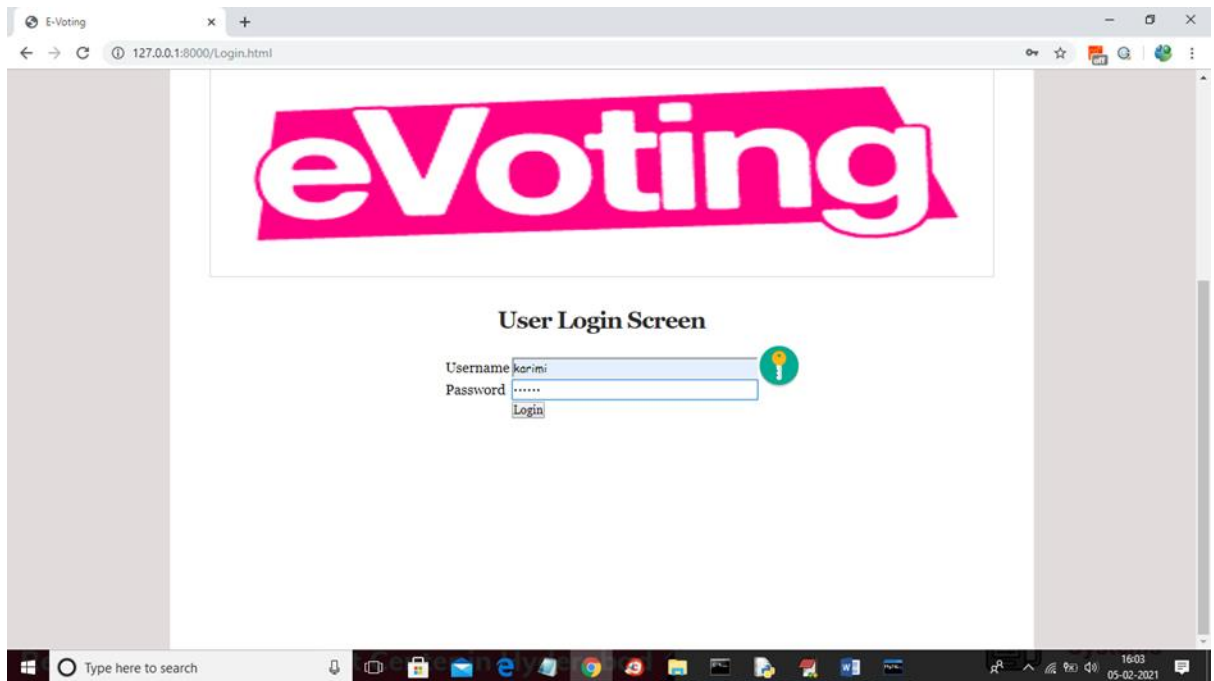 E-Voting
127.0.0.1:8000/Login.html
off
eVoting
User Login Screen
Username karimi
Password ······
Login
Type here to search
16:03
05-02-2021